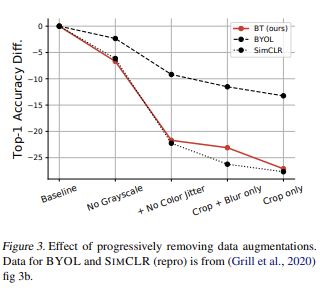 Top-1 Accuracy Diff.
0
−5
−10
−15
−20
−25
BT (ours)
BYOL
SimCLR
Baseline
No Grayscale
+ No Color Jitter
Crop + Blur only
Crop only
Figure 3. Effect of progressively removing data augmentations.
Data for BYOL and SIMCLR (repro) is from (Grill et al., 2020)
fig 3b.